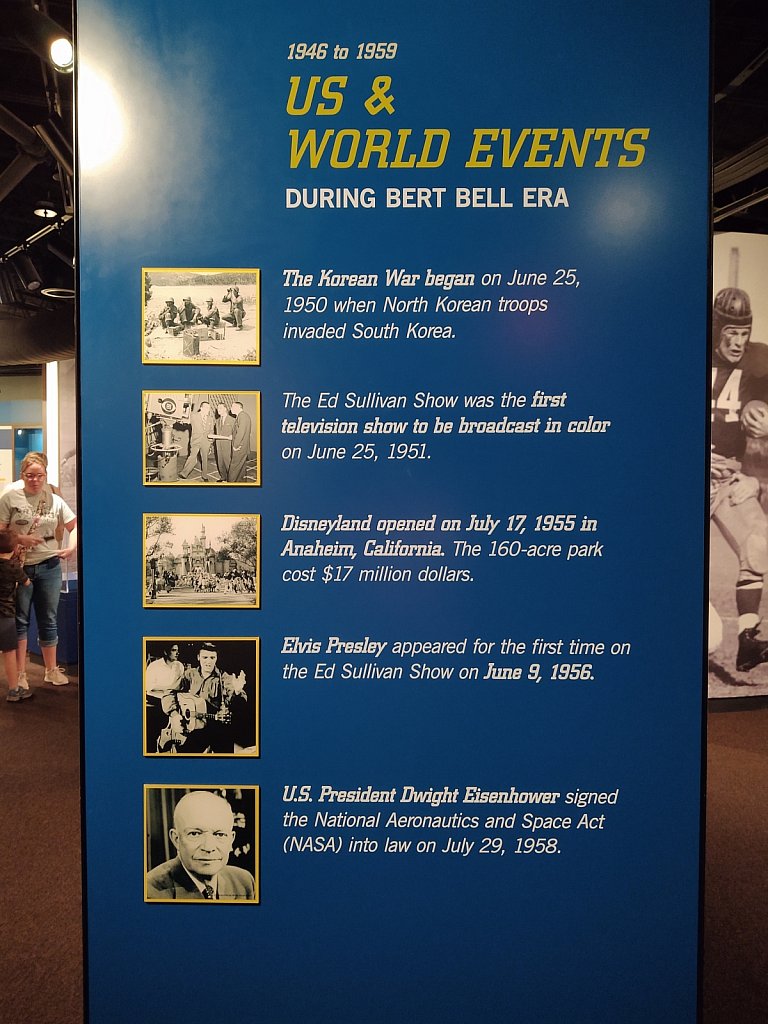 1946 to 1959
US &
WORLD EVENTS
DURING BERT BELL ERA
The Korean War began on June 25,
1950 when North Korean troops
invaded South Korea.
The Ed Sullivan Show was the first
television show to be broadcast in color
on June 25, 1951.
Disneyland opened on July 17, 1955 in
Anaheim, California. The 160-acre park
cost $17 million dollars.
Elvis Presley appeared for the first time on
the Ed Sullivan Show on June 9, 1956.
U.S. President Dwight Eisenhower signed
the National Aeronautics and Space Act
(NASA) into law on July 29, 1958.
14